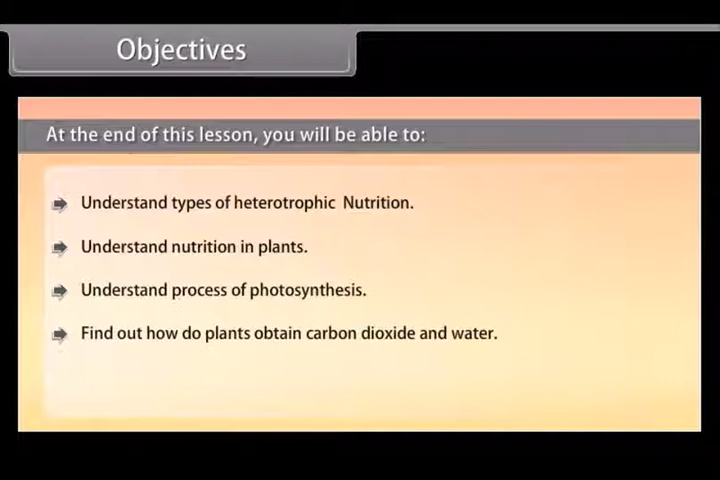 Objectives
At the end of this lesson, you will be able to:
Understand types of heterotrophic Nutrition.
Understand nutrition in plants.
Understand process of photosynthesis.
Find out how do plants obtain carbon dioxide and water.